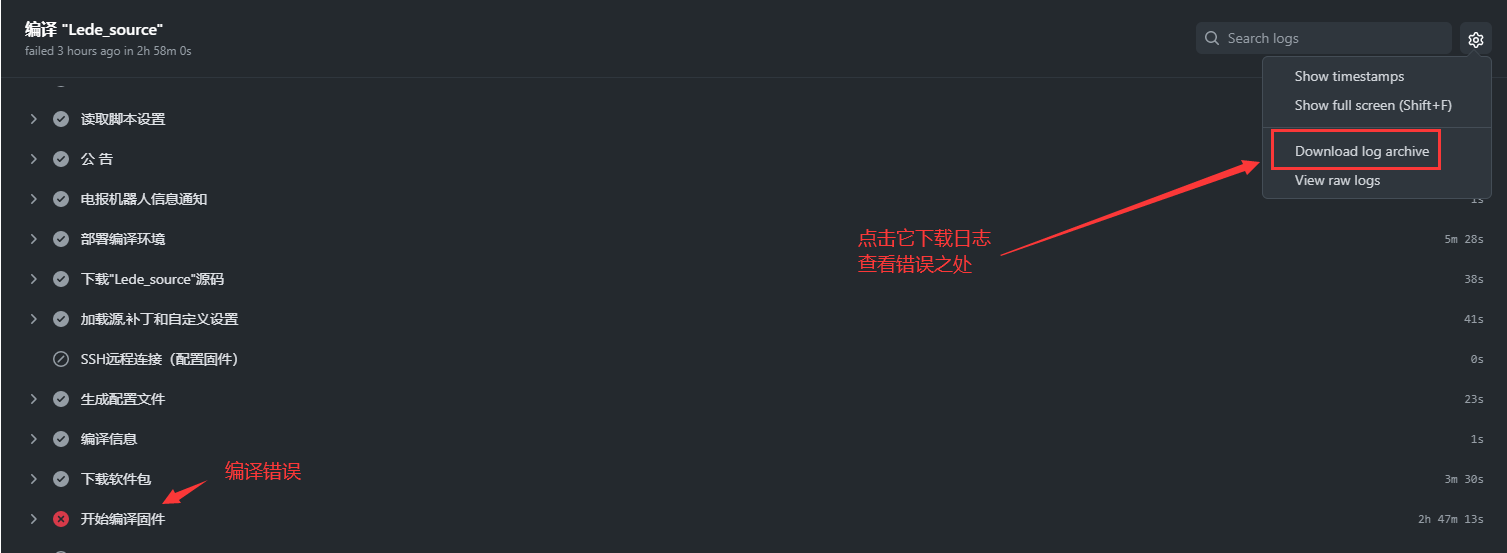 编译 "Lede_source"
failed 3 hours ago in 2h 58m 0s
Search logs
Show timestamps
Show full screen (Shift+F)
Download log archive
View raw logs
读取脚本设置
公 告
电报机器人信息通知
1s
部署编译环境
5m 28s
点击它下载日志
查看错误之处
下载"Lede_source"源码
38s
加载源,补丁和自定义设置
41s
SSH远程连接（配置固件）
0s
生成配置文件
23s
编译信息
1s
编译错误
下载软件包
3m 30s
开始编译固件
2h 47m 13s